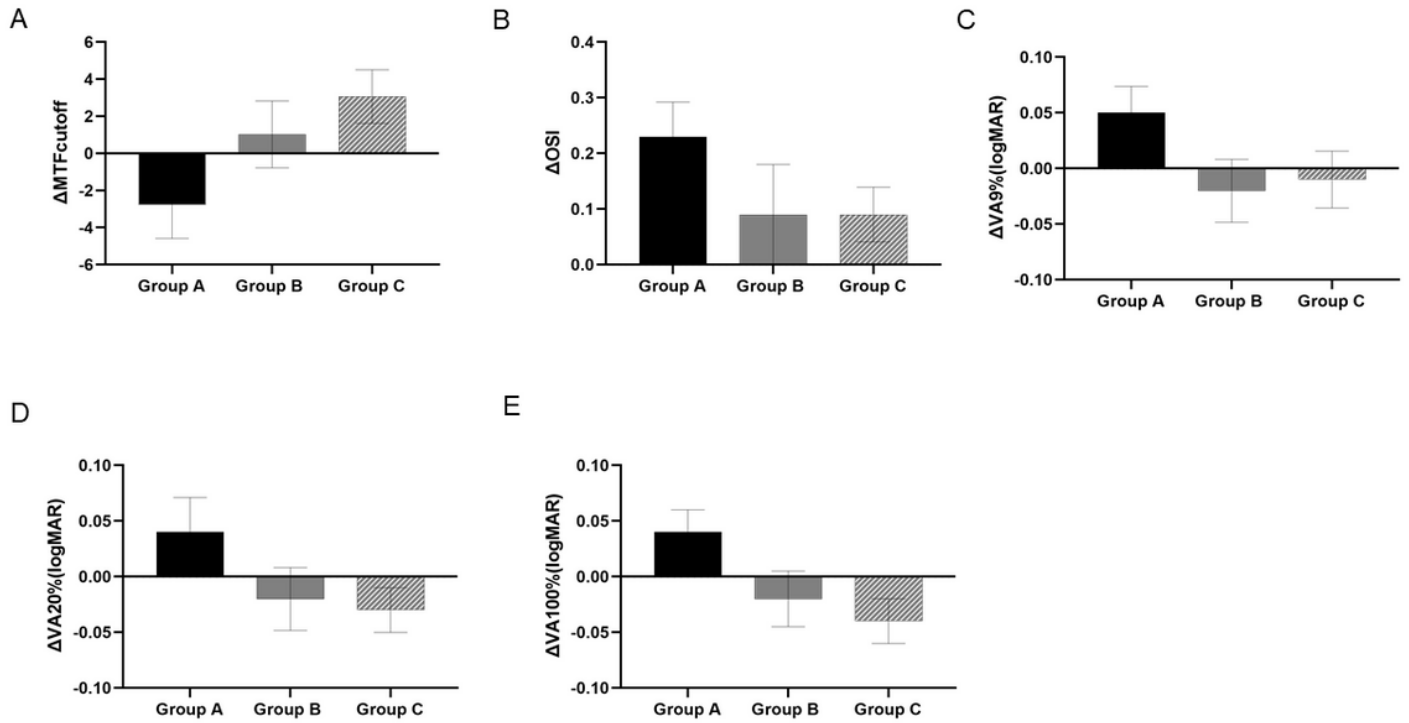 A
ΔMTFcutoff
6
4
2
0
-2
-4
-6
Group A Group B Group C
B
ΔOSI
0.4
0.3
0.2
0.1
0.0
Group A Group B Group C
C
ΔVA9%(logMAR)
0.10
0.05
0.00
-0.05
-0.10
Group A Group B Group C
D
ΔVA20%(logMAR)
0.10
0.05
0.00
-0.05
-0.10
Group A Group B Group C
E
ΔVA100%(logMAR)
0.10
0.05
0.00
-0.05
-0.10
Group A Group B Group C